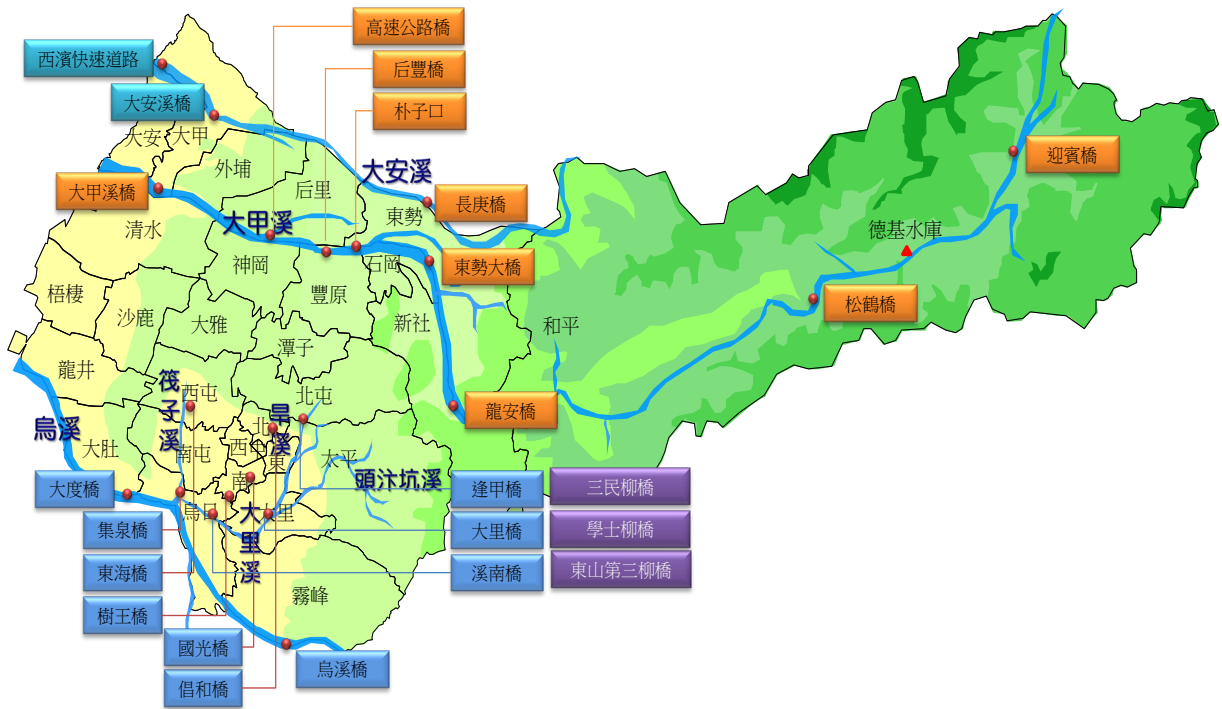 高速公路橋
西濱快速道路
后豐橋
大安溪橋
朴子口
大安
大甲
迎賓橋
外埔
大安溪
大甲溪橋
后里
長庚橋
東勢
大甲溪
清水
德基水庫
神岡
石岡
東勢大橋
梧棲
豐原
松鶴橋
沙鹿
大雅
新社
和平
潭子
龍井
筏子溪
西屯
北屯
龍安橋
旱溪
北
烏溪
大肚
南屯
西屯
東
太平
頭汴坑溪
南
大度橋
逢甲橋
三民柳橋
烏日
大里
大里溪
集泉橋
大里橋
學士柳橋
東海橋
溪南橋
東山第三柳橋
樹王橋
霧峰
國光橋
烏溪橋
倡和橋